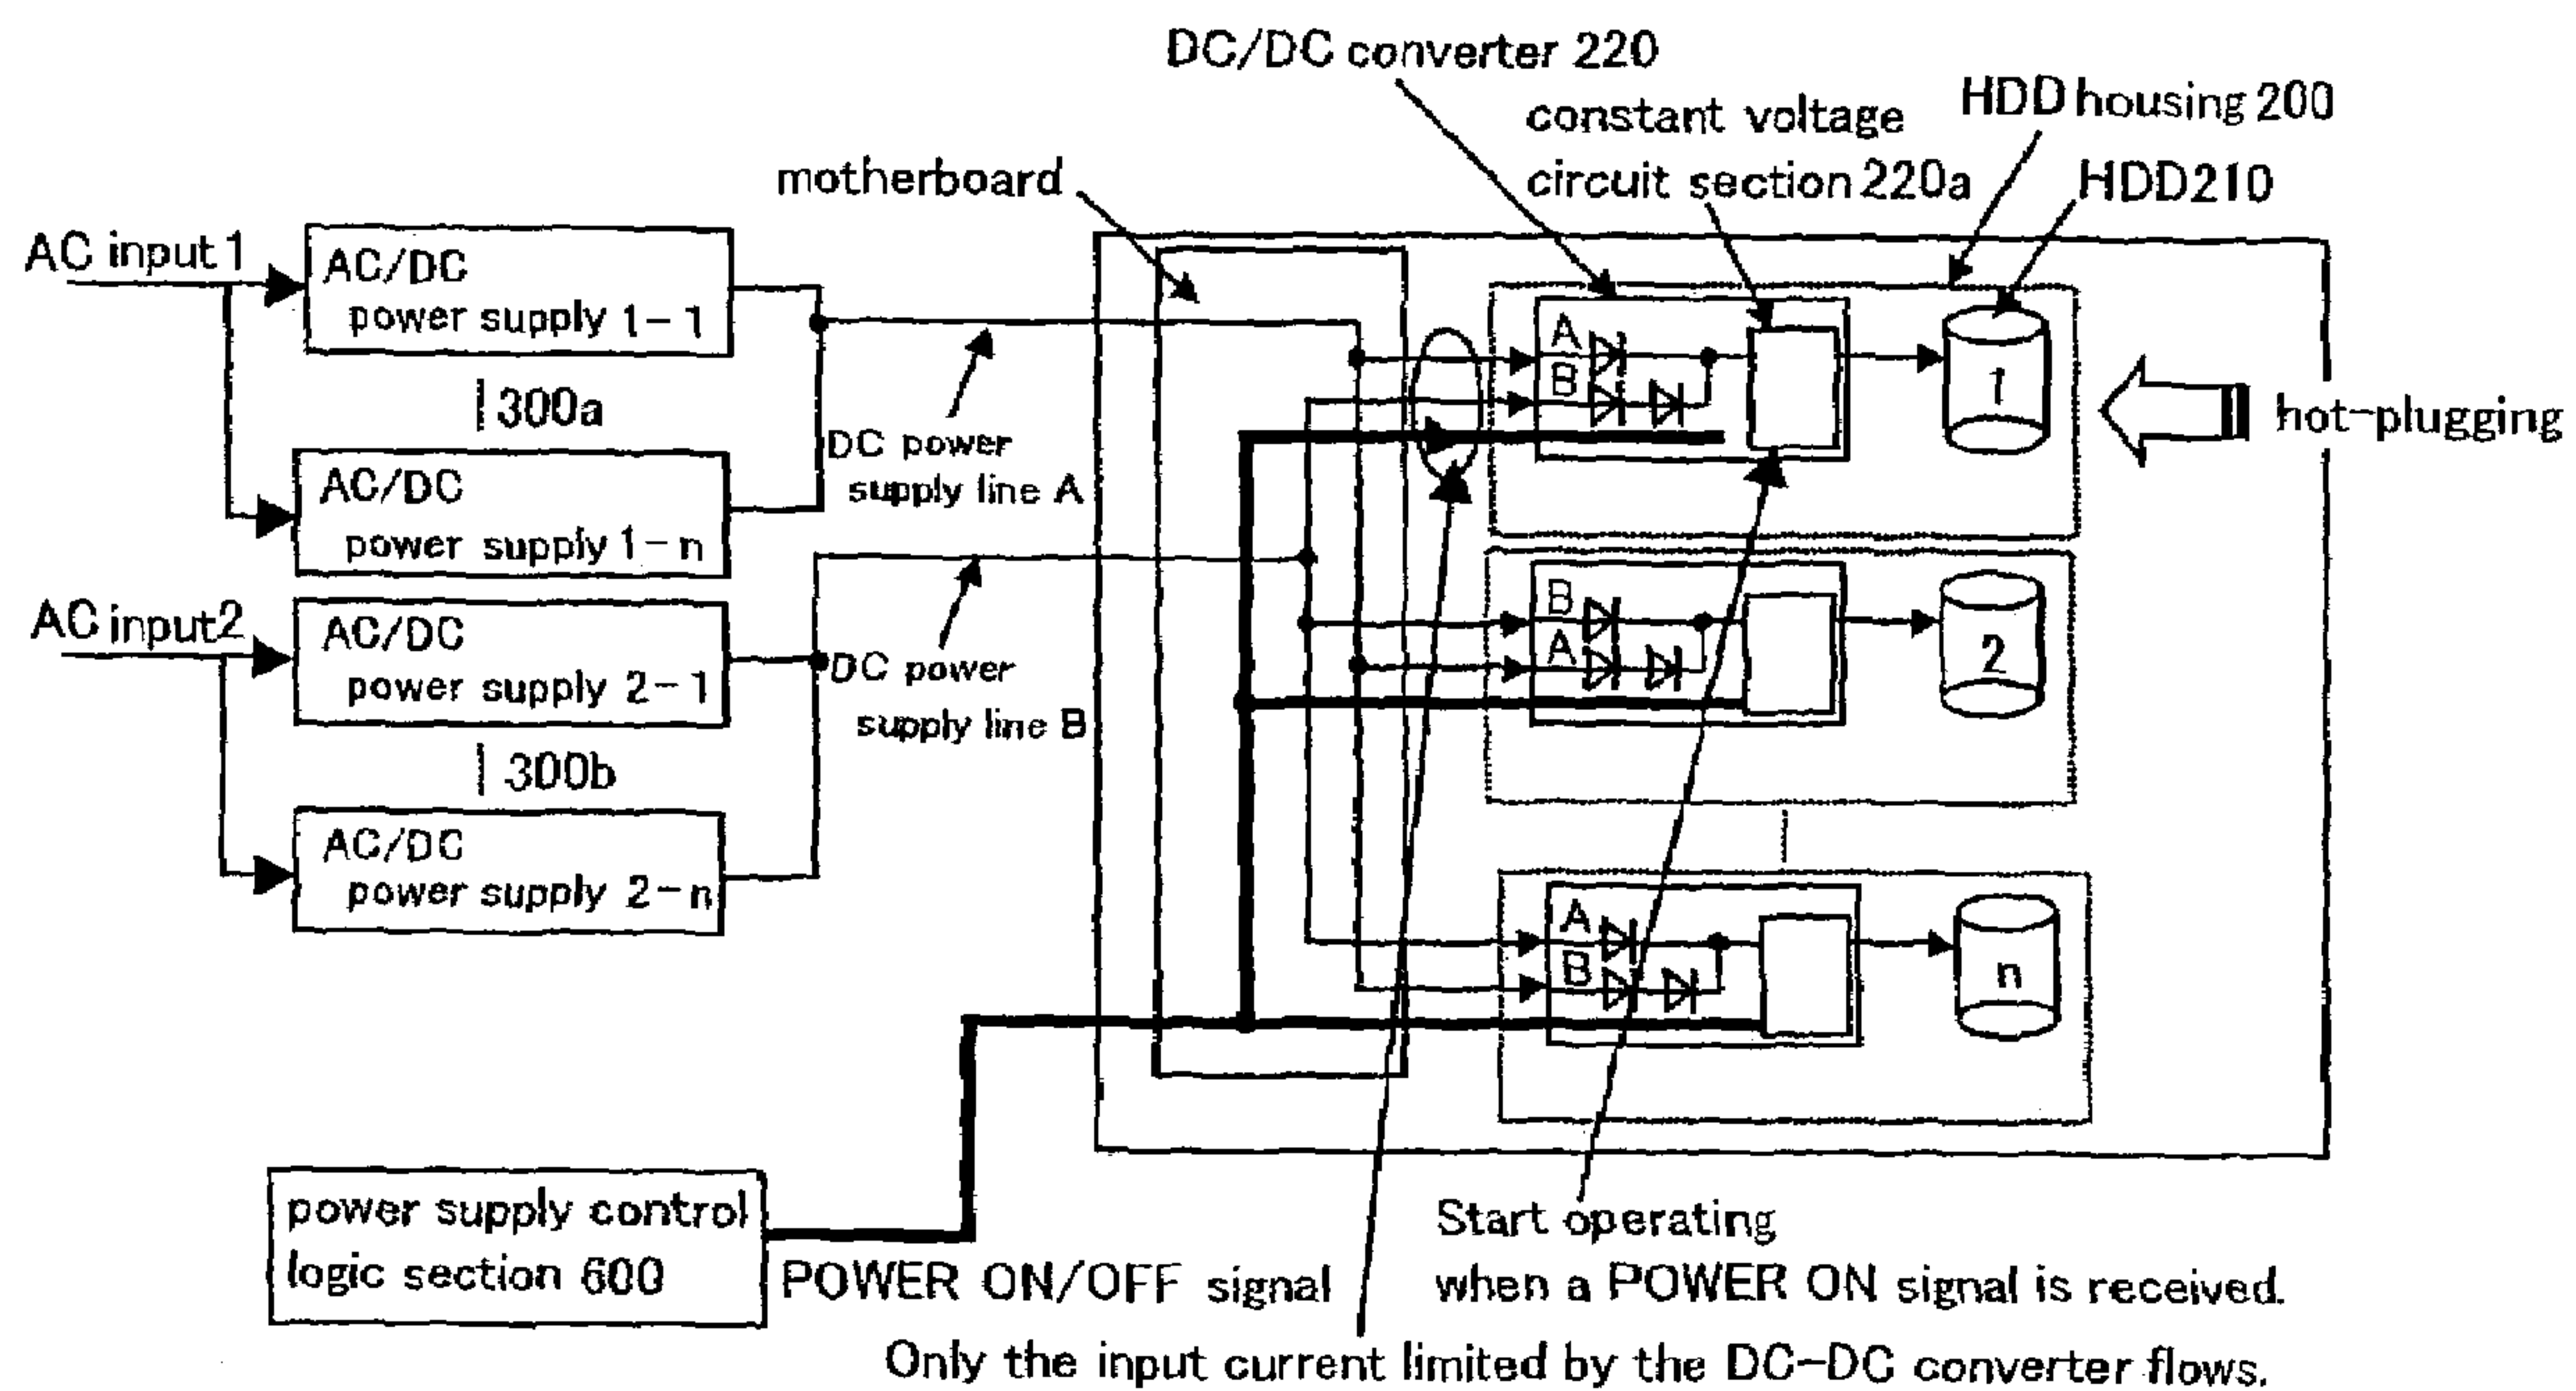 DC/DC converter 220
constant voltage
circuit section 220a
HDD housing 200
HDD210
motherboard
AC input1
AC/DC
power supply 1-1
300a
AC/DC
power supply 1-n
DC power
supply line A
AC input2
AC/DC
power supply 2-1
300b
AC/DC
power supply 2-n
DC power
supply line B
A
B
1
hot-plugging
B
A
2
A
B
n
power supply control
logic section 600
POWER ON/OFF signal
Start operating
when a POWER ON signal is received.
Only the input current limited by the DC-DC converter flows.